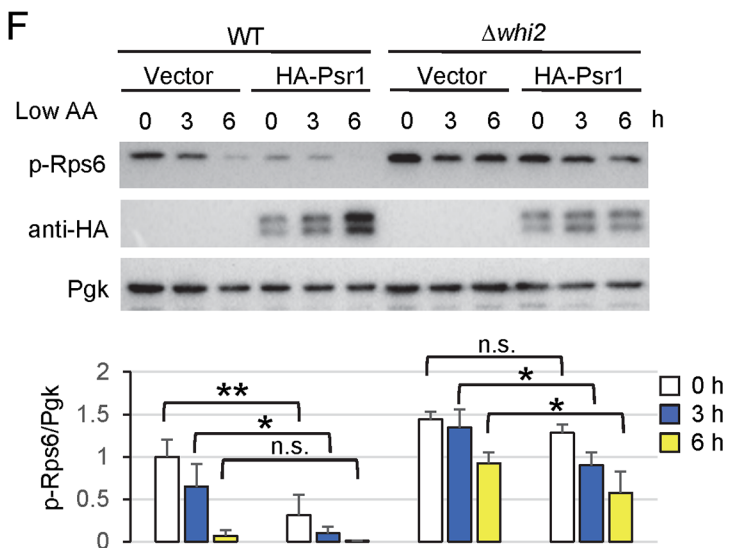 F
WT Δwhi2
Vector HA-Psr1 Vector HA-Psr1
Low AA 0 3 6 0 3 6 0 3 6 0 3 6 h
p-Rps6
anti-HA
Pgk
n.s.
2
** * 0 h
1.5 * * 3 h
n.s. 6 h
1
0.5
0
p-Rps6/Pgk